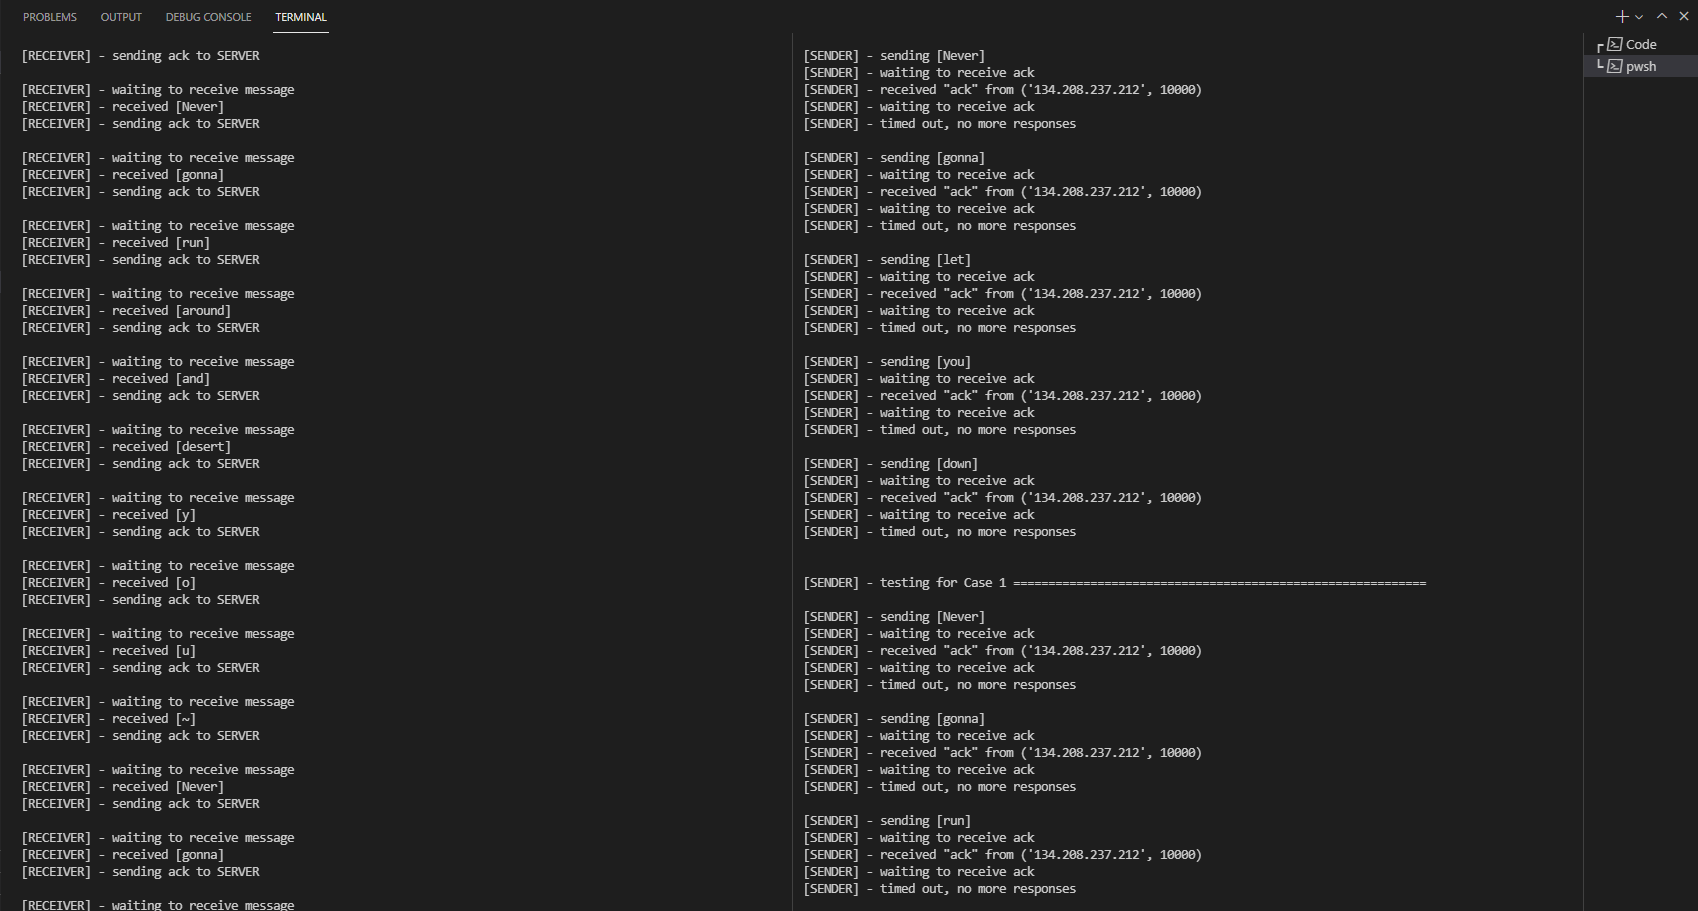 PROBLEMS OUTPUT DEBUG CONSOLE TERMINAL
[RECEIVER] - sending ack to SERVER
[RECEIVER] - waiting to receive message
[RECEIVER] - received [Never]
[RECEIVER] - sending ack to SERVER
[RECEIVER] - waiting to receive message
[RECEIVER] - received [gonna]
[RECEIVER] - sending ack to SERVER
[RECEIVER] - waiting to receive message
[RECEIVER] - received [run]
[RECEIVER] - sending ack to SERVER
[RECEIVER] - waiting to receive message
[RECEIVER] - received [around]
[RECEIVER] - sending ack to SERVER
[RECEIVER] - waiting to receive message
[RECEIVER] - received [and]
[RECEIVER] - sending ack to SERVER
[RECEIVER] - waiting to receive message
[RECEIVER] - received [desert]
[RECEIVER] - sending ack to SERVER
[RECEIVER] - waiting to receive message
[RECEIVER] - received [y]
[RECEIVER] - sending ack to SERVER
[RECEIVER] - waiting to receive message
[RECEIVER] - received [o]
[RECEIVER] - sending ack to SERVER
[RECEIVER] - waiting to receive message
[RECEIVER] - received [u]
[RECEIVER] - sending ack to SERVER
[RECEIVER] - waiting to receive message
[RECEIVER] - received [~]
[RECEIVER] - sending ack to SERVER
[RECEIVER] - waiting to receive message
[RECEIVER] - received [Never]
[RECEIVER] - sending ack to SERVER
[RECEIVER] - waiting to receive message
[RECEIVER] - received [gonna]
[RECEIVER] - sending ack to SERVER
[RECEIVER] - waiting to receive message
[SENDER] - sending [Never]
[SENDER] - waiting to receive ack
[SENDER] - received "ack" from ('134.208.237.212', 10000)
[SENDER] - waiting to receive ack
[SENDER] - timed out, no more responses
[SENDER] - sending [gonna]
[SENDER] - waiting to receive ack
[SENDER] - received "ack" from ('134.208.237.212', 10000)
[SENDER] - waiting to receive ack
[SENDER] - timed out, no more responses
[SENDER] - sending [let]
[SENDER] - waiting to receive ack
[SENDER] - received "ack" from ('134.208.237.212', 10000)
[SENDER] - waiting to receive ack
[SENDER] - timed out, no more responses
[SENDER] - sending [you]
[SENDER] - waiting to receive ack
[SENDER] - received "ack" from ('134.208.237.212', 10000)
[SENDER] - waiting to receive ack
[SENDER] - timed out, no more responses
[SENDER] - sending [down]
[SENDER] - waiting to receive ack
[SENDER] - received "ack" from ('134.208.237.212', 10000)
[SENDER] - waiting to receive ack
[SENDER] - timed out, no more responses
[SENDER] - testing for Case 1 ===========================================================
[SENDER] - sending [Never]
[SENDER] - waiting to receive ack
[SENDER] - received "ack" from ('134.208.237.212', 10000)
[SENDER] - waiting to receive ack
[SENDER] - timed out, no more responses
[SENDER] - sending [gonna]
[SENDER] - waiting to receive ack
[SENDER] - received "ack" from ('134.208.237.212', 10000)
[SENDER] - waiting to receive ack
[SENDER] - timed out, no more responses
[SENDER] - sending [run]
[SENDER] - waiting to receive ack
[SENDER] - received "ack" from ('134.208.237.212', 10000)
[SENDER] - waiting to receive ack
[SENDER] - timed out, no more responses
Code
pwsh